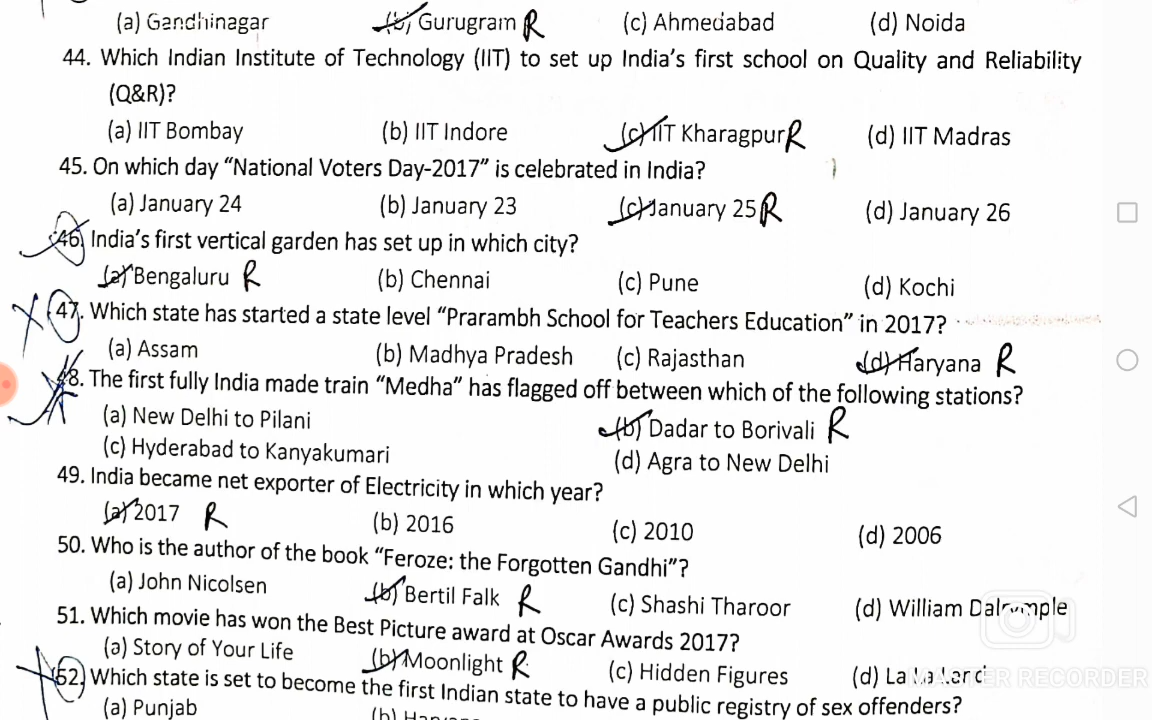 (a) Gandhinagar (b) Gurugram R (c) Ahmedabad (d) Noida
44. Which Indian Institute of Technology (IIT) to set up India's first school on Quality and Reliability
(Q&R)?
(a) IIT Bombay (b) IIT Indore (c) IIT Kharagpur R (d) IIT Madras
45. On which day "National Voters Day-2017" is celebrated in India?
(a) January 24 (b) January 23 (c) January 25 R (d) January 26
46. India's first vertical garden has set up in which city?
(a) Bengaluru R (b) Chennai (c) Pune (d) Kochi
47. Which state has started a state level "Prarambh School for Teachers Education" in 2017?
(a) Assam (b) Madhya Pradesh (c) Rajasthan (d) Haryana R
48. The first fully India made train "Medha" has flagged off between which of the following stations?
(a) New Delhi to Pilani (b) Dadar to Borivali R
(c) Hyderabad to Kanyakumari (d) Agra to New Delhi
49. India became net exporter of Electricity in which year?
(a) 2017 R (b) 2016 (c) 2010 (d) 2006
50. Who is the author of the book "Feroze: the Forgotten Gandhi"?
(a) John Nicolsen (b) Bertil Falk R (c) Shashi Tharoor (d) William Dalrymple
51. Which movie has won the Best Picture award at Oscar Awards 2017?
(a) Story of Your Life (b) Moonlight R (c) Hidden Figures (d) La La Land
MASTER RECORDER
52. Which state is set to become the first Indian state to have a public registry of sex offenders?
(a) Punjab (b)